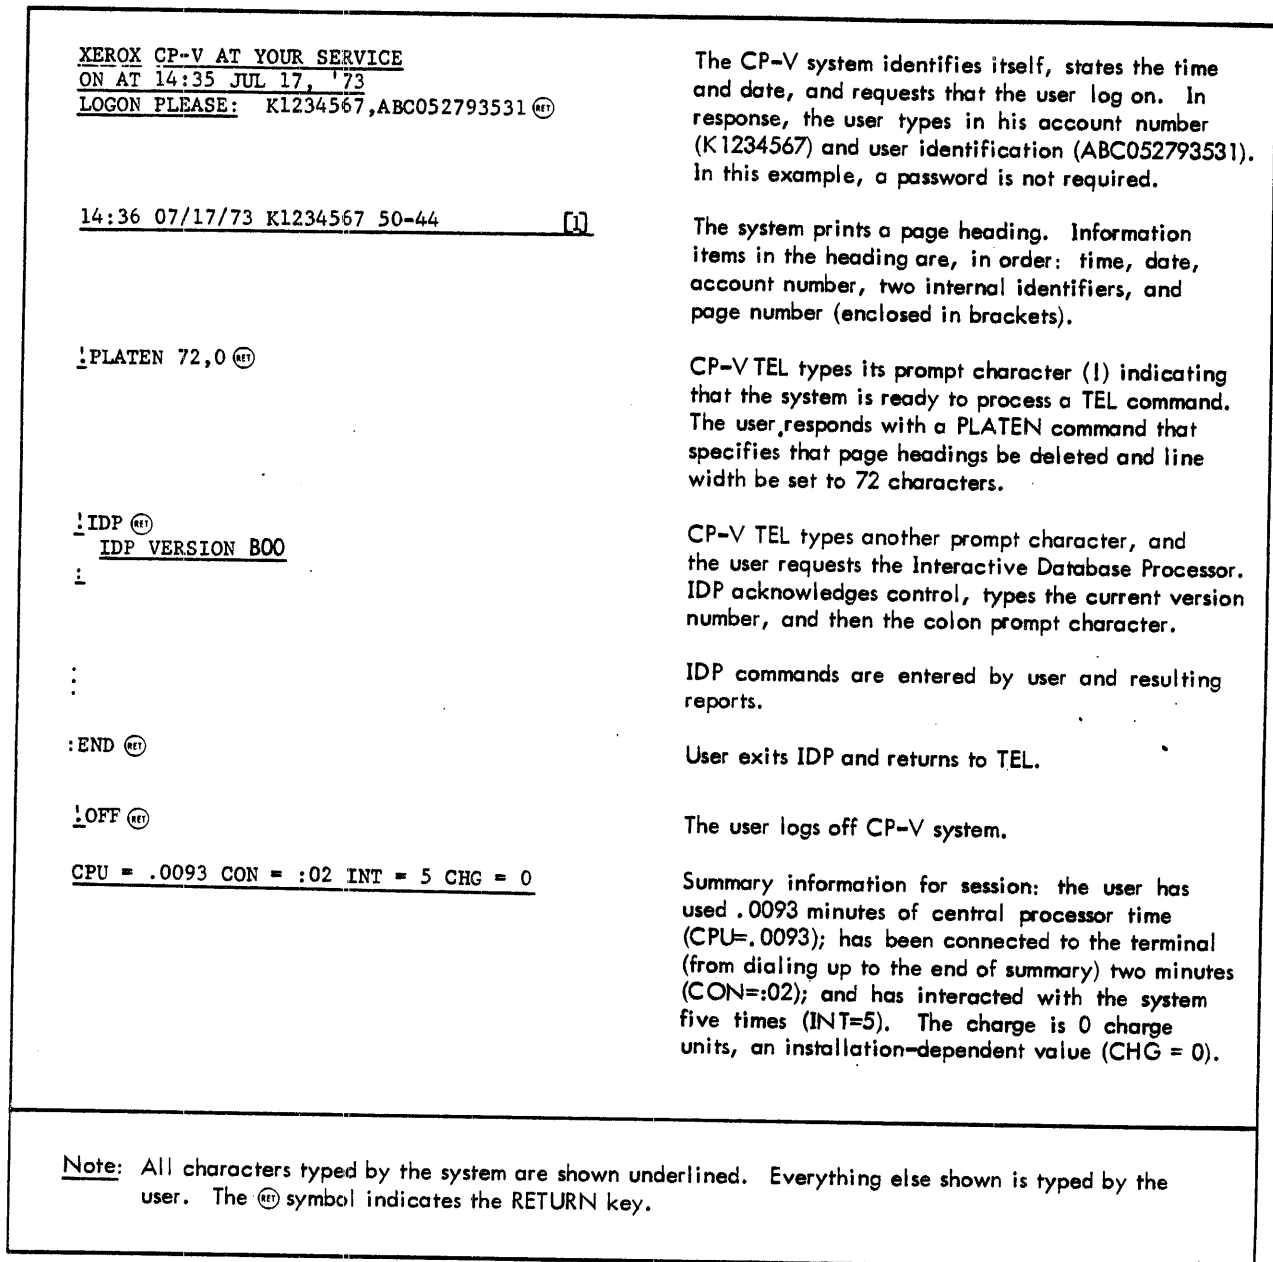 XEROX CP-V AT YOUR SERVICE
ON AT 14:35 JUL 17, '73
LOGON PLEASE: K1234567,ABC052793531 (RET)
The CP-V system identifies itself, states the time
and date, and requests that the user log on. In
response, the user types in his account number
(K1234567) and user identification (ABC052793531).
In this example, a password is not required.
14:36 07/17/73 K1234567 50-44 [1]
The system prints a page heading. Information
items in the heading are, in order: time, date,
account number, two internal identifiers, and
page number (enclosed in brackets).
!PLATEN 72,0 (RET)
CP-V TEL types its prompt character (!) indicating
that the system is ready to process a TEL command.
The user responds with a PLATEN command that
specifies that page headings be deleted and line
width be set to 72 characters.
!IDP (RET)
IDP VERSION B00
:
CP-V TEL types another prompt character, and
the user requests the Interactive Database Processor.
IDP acknowledges control, types the current version
number, and then the colon prompt character.
⋮
IDP commands are entered by user and resulting
reports.
:END (RET)
User exits IDP and returns to TEL.
!OFF (RET)
The user logs off CP-V system.
CPU = .0093 CON = :02 INT = 5 CHG = 0
Summary information for session: the user has
used .0093 minutes of central processor time
(CPU=.0093); has been connected to the terminal
(from dialing up to the end of summary) two minutes
(CON=:02); and has interacted with the system
five times (INT=5). The charge is 0 charge
units, an installation-dependent value (CHG = 0).
Note: All characters typed by the system are shown underlined. Everything else shown is typed by the
user. The (RET) symbol indicates the RETURN key.